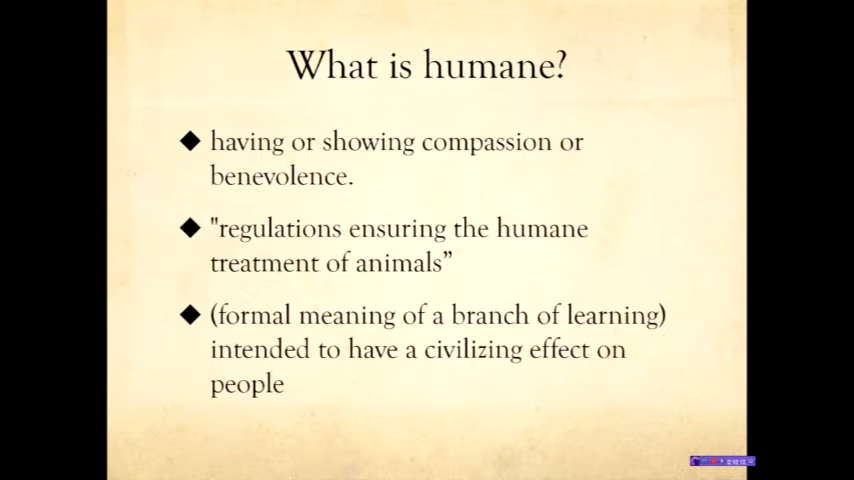 What is humane?
◆ having or showing compassion or
benevolence.
◆ "regulations ensuring the humane
treatment of animals”
◆ (formal meaning of a branch of learning)
intended to have a civilizing effect on
people